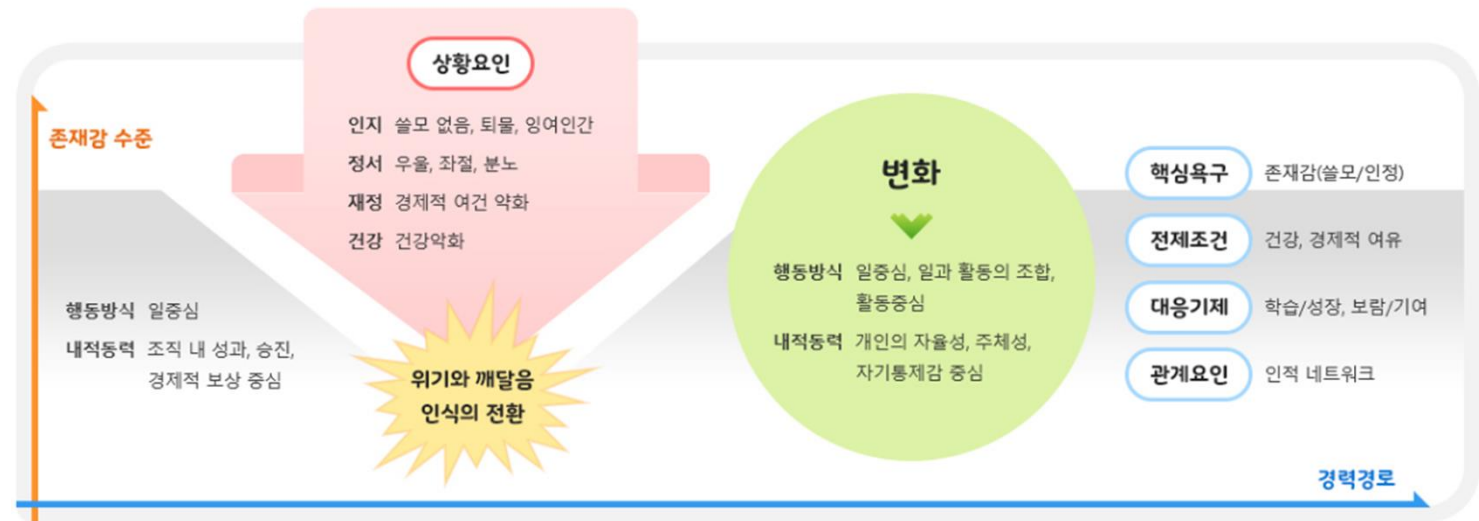 상황요인
인지 쓸모 없음, 퇴물, 잉여인간
정서 우울, 좌절, 분노
재정 경제적 여건 약화
건강 건강악화
존재감 수준
행동방식 일중심
내적동력 조직 내 성과, 승진,
경제적 보상 중심
위기와 깨달음
인식의 전환
변화
행동방식 일중심, 일과 활동의 조합,
활동중심
내적동력 개인의 자율성, 주체성,
자기통제감 중심
핵심욕구 존재감(쓸모/인정)
전제조건 건강, 경제적 여유
대응기제 학습/성장, 보람/기여
관계요인 인적 네트워크
경력경로